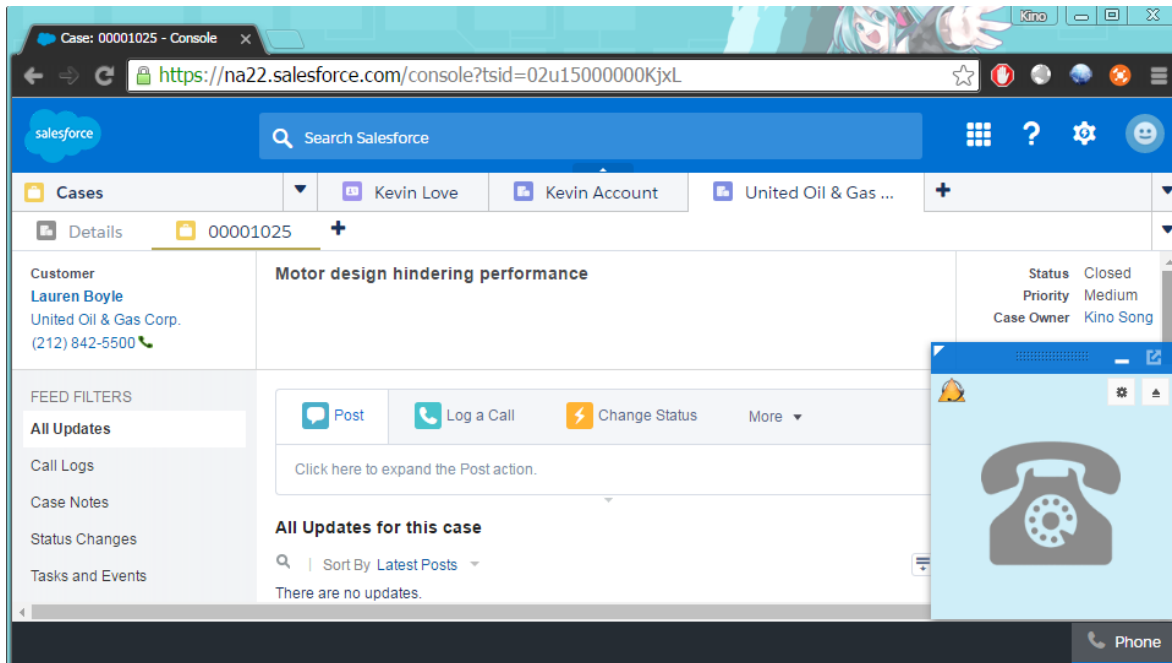 Case: 00001025 - Console
Kino
https://na22.salesforce.com/console?tsid=02u15000000KjxL
salesforce
Search Salesforce
Cases
Kevin Love
Kevin Account
United Oil & Gas ...
Details
00001025
Customer
Lauren Boyle
United Oil & Gas Corp.
(212) 842-5500
Motor design hindering performance
Status Closed
Priority Medium
Case Owner Kino Song
FEED FILTERS
All Updates
Call Logs
Case Notes
Status Changes
Tasks and Events
Post
Log a Call
Change Status
More
Click here to expand the Post action.
All Updates for this case
Sort By Latest Posts
There are no updates.
Phone